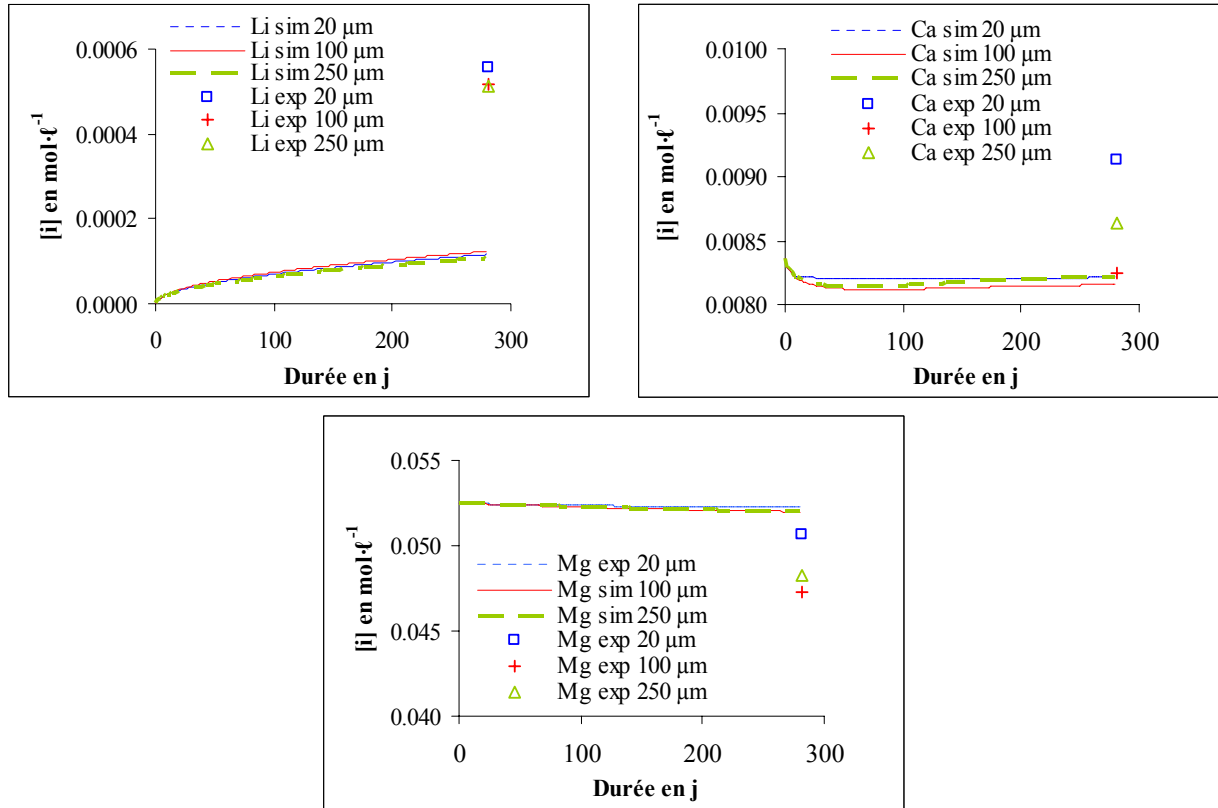 Li sim 20 µm
Li sim 100 µm
Li sim 250 µm
Li exp 20 µm
Li exp 100 µm
Li exp 250 µm
0.0006
0.0004
0.0002
0.0000
[i] en mol·ℓ⁻¹
0
100
200
300
Durée en j
Ca sim 20 µm
Ca sim 100 µm
Ca sim 250 µm
Ca exp 20 µm
Ca exp 100 µm
Ca exp 250 µm
0.0100
0.0095
0.0090
0.0085
0.0080
[i] en mol·ℓ⁻¹
0
100
200
300
Durée en j
0.055
0.050
0.045
0.040
[i] en mol·ℓ⁻¹
Mg exp 20 µm
Mg sim 100 µm
Mg sim 250 µm
Mg exp 20 µm
Mg exp 100 µm
Mg exp 250 µm
0
100
200
300
Durée en j